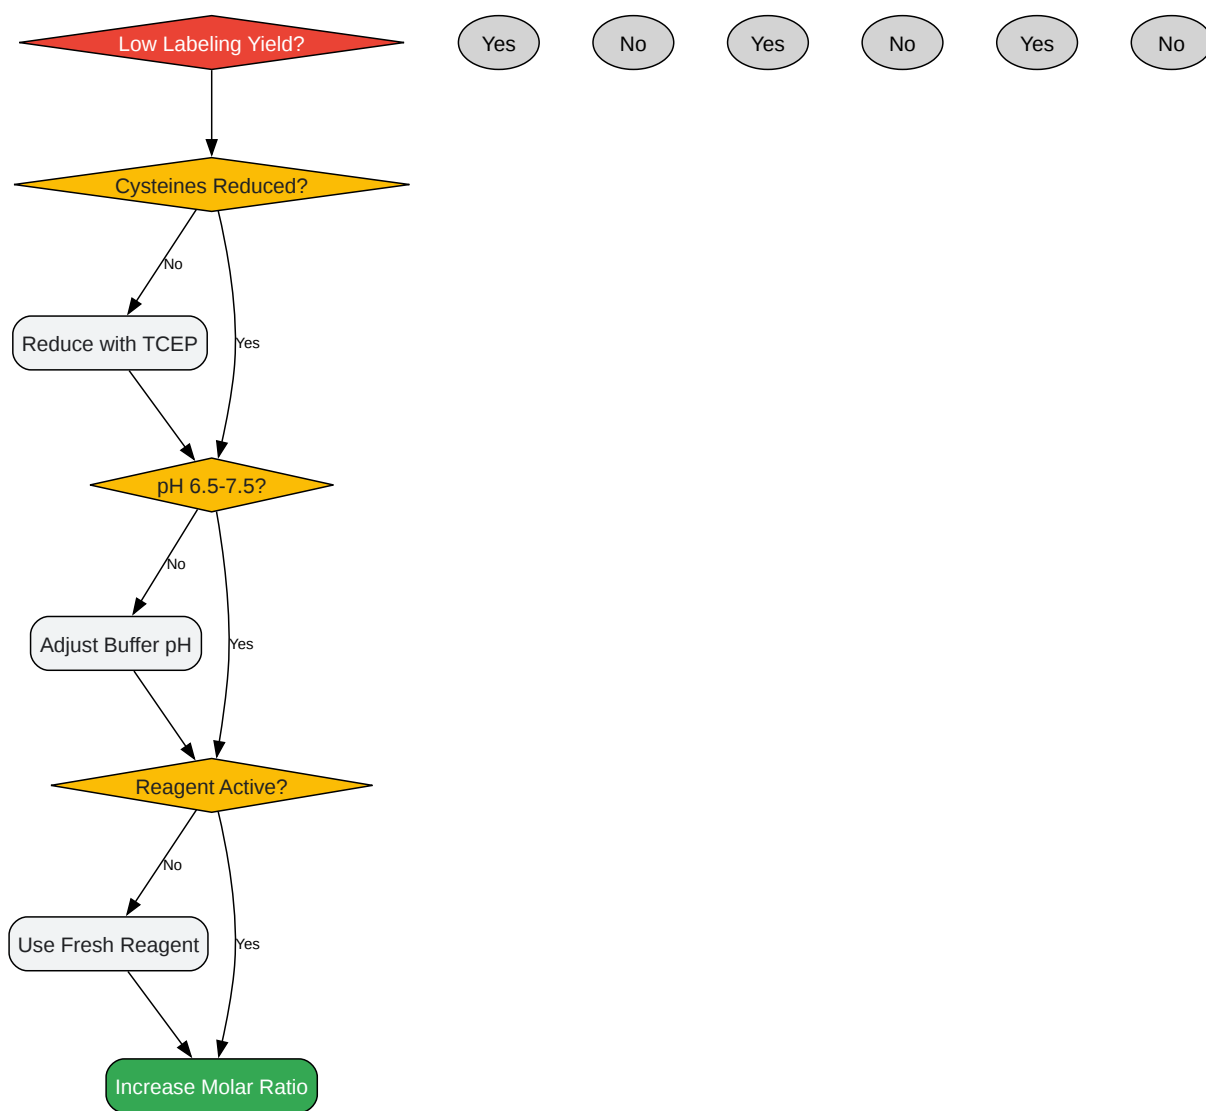 Low Labeling Yield?
Yes
No
Yes
No
Yes
No
Cysteines Reduced?
No
Reduce with TCEP
Yes
pH 6.5-7.5?
No
Adjust Buffer pH
Yes
Reagent Active?
No
Use Fresh Reagent
Yes
Increase Molar Ratio